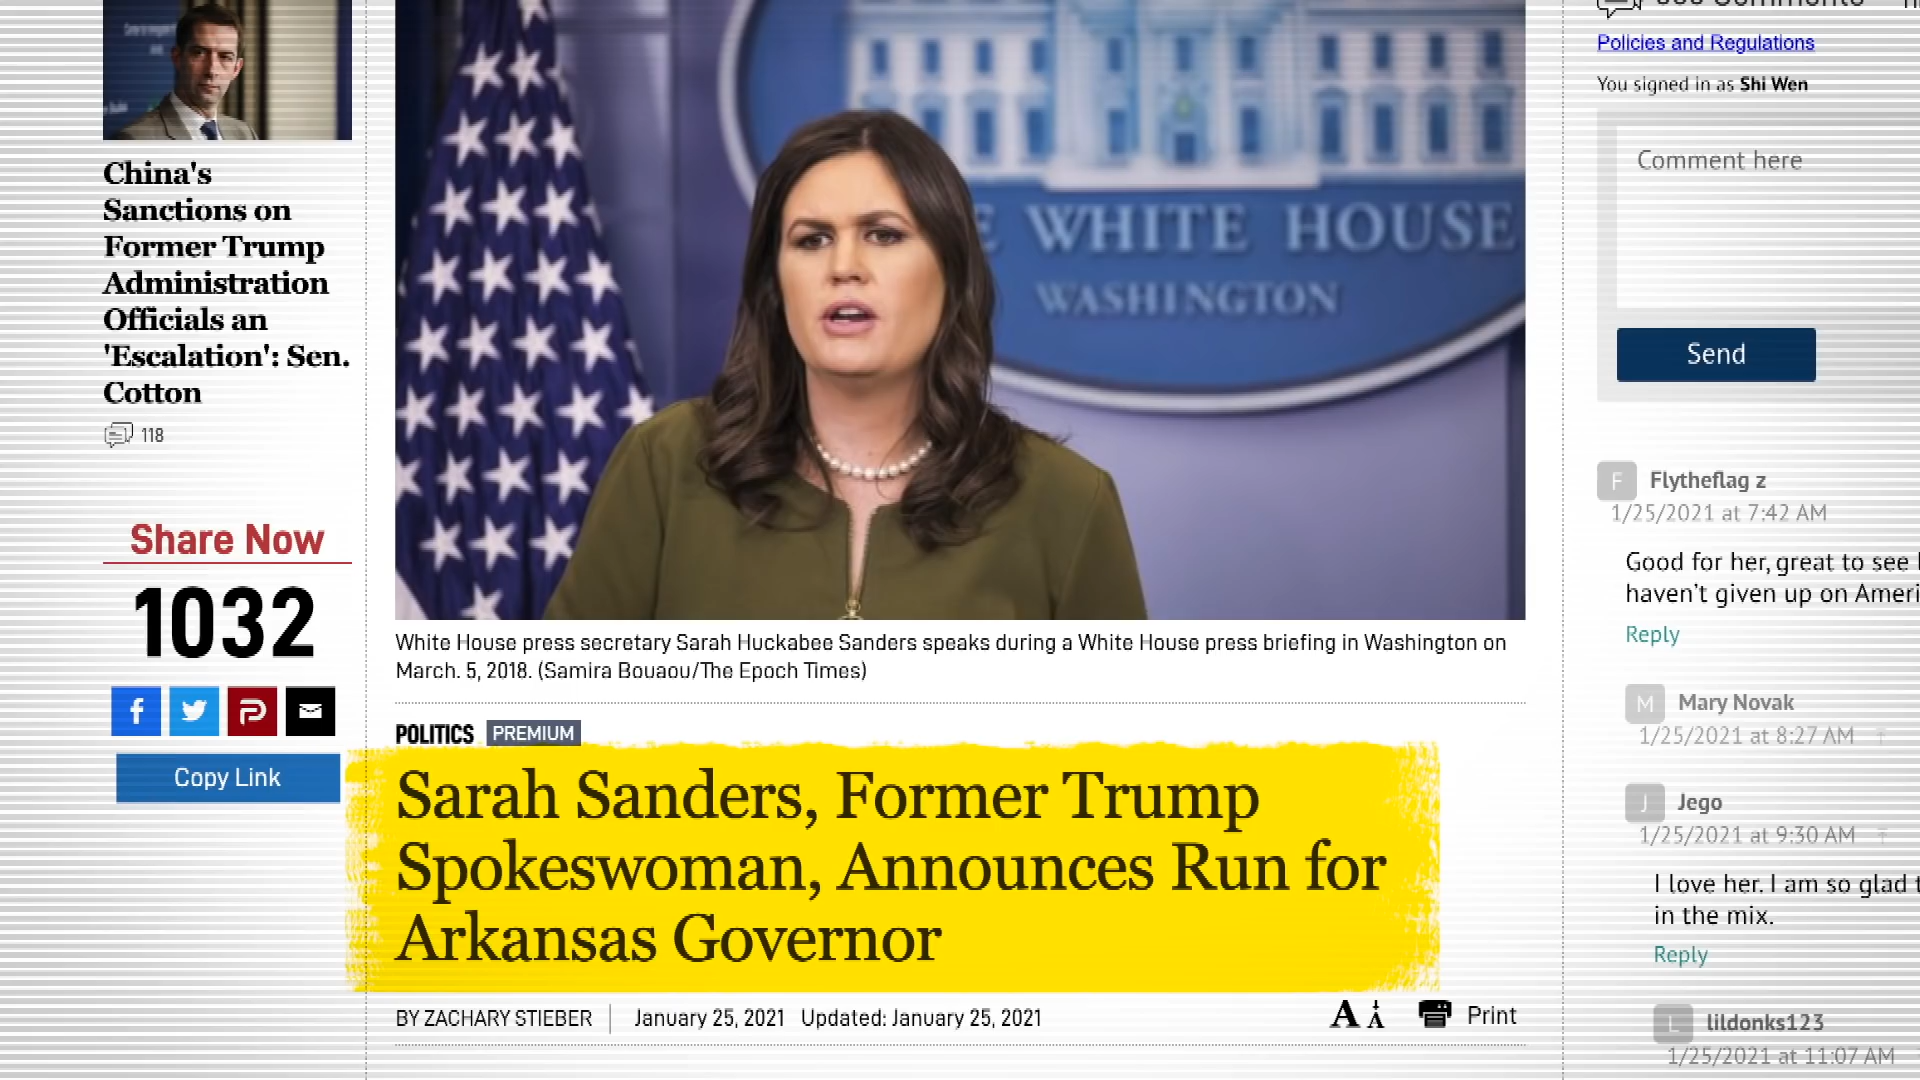 China's
Sanctions on
Former Trump
Administration
Officials an
'Escalation': Sen.
Cotton
118
Share Now
1032
Copy Link
E WHITE HOUSE
WASHINGTON
White House press secretary Sarah Huckabee Sanders speaks during a White House press briefing in Washington on
March. 5, 2018. (Samira Bouaou/The Epoch Times)
POLITICS PREMIUM
Sarah Sanders, Former Trump
Spokeswoman, Announces Run for
Arkansas Governor
BY ZACHARY STIEBER January 25, 2021 Updated: January 25, 2021
A A Print
Comments
Policies and Regulations
You signed in as Shi Wen
Comment here
Send
F Flytheflag z
1/25/2021 at 7:42 AM
Good for her, great to see
haven't given up on Ameri
Reply
M Mary Novak
1/25/2021 at 8:27 AM
J Jego
1/25/2021 at 9:30 AM
I love her. I am so glad
in the mix.
Reply
L lildonks123
1/25/2021 at 11:07 AM